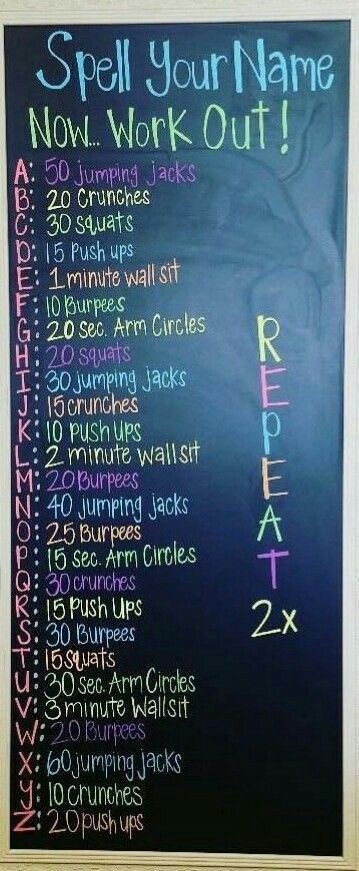 Spell Your Name
Now... Work Out!
A: 50 jumping jacks
B: 20 Crunches
C: 30 squats
D: 15 Push ups
E: 1 minute wall sit
F: 10 Burpees
G: 20 sec. Arm Circles
H: 20 squats
I: 30 jumping jacks
J: 15 crunches
K: 10 push ups
L: 2 minute wall sit
M: 20 Burpees
N: 40 jumping jacks
O: 25 Burpees
P: 15 sec. Arm Circles
Q: 30 crunches
R: 15 Push Ups
S: 30 Burpees
T: 15 squats
U: 30 sec. Arm Circles
V: 3 minute Wall sit
W: 20 Burpees
X: 60 jumping jacks
y: 10 crunches
Z: 20 push ups
REPEAT
2x